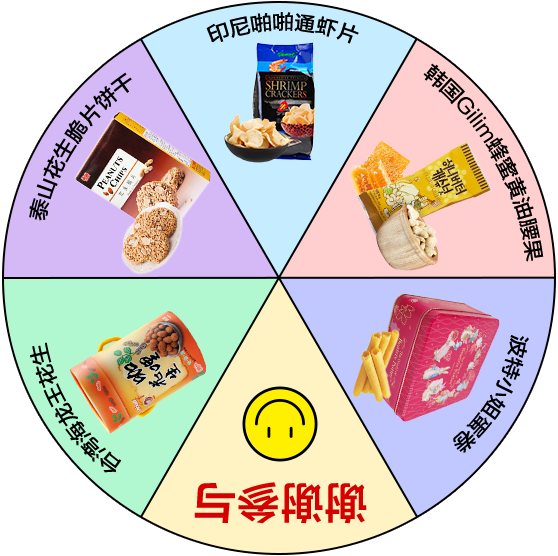 印尼啪啪通虾片
SHRIMP
CRACKERS
韩国Gilim蜂蜜黄油腰果
波特小姐蛋卷
谢谢参与
台湾海龙王花生
泰山花生脆片饼干
PEANUTS
CHIPS